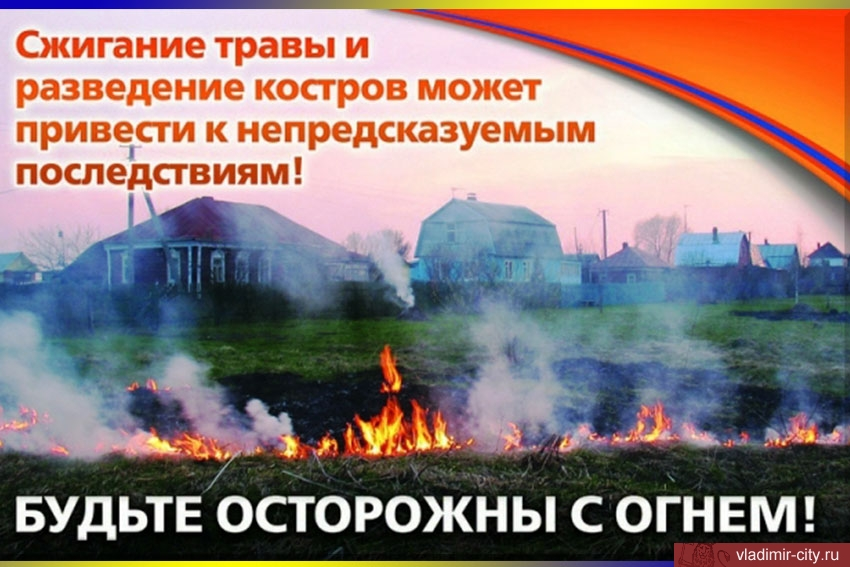 Сжигание травы и
разведение костров может
привести к непредсказуемым
последствиям!
БУДЬТЕ ОСТОРОЖНЫ С ОГНЕМ!
vladimir-city.ru